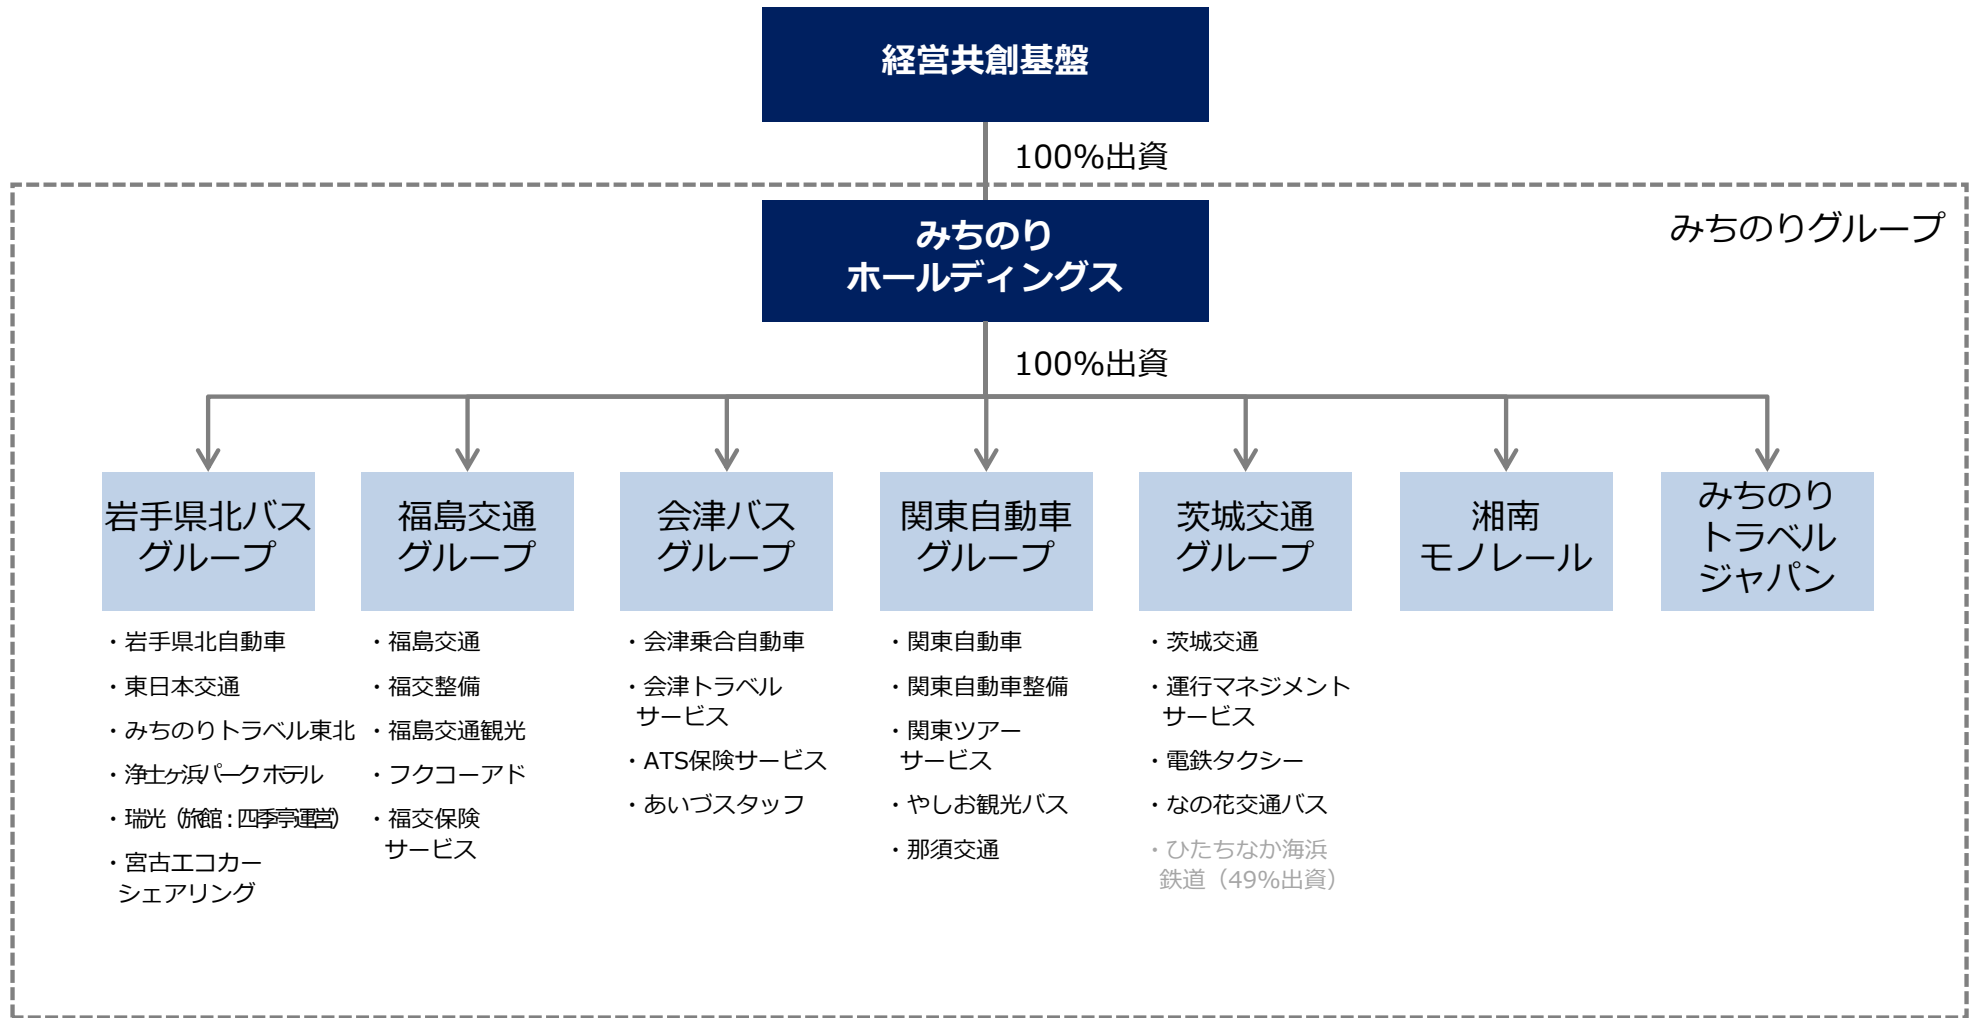 経営共創基盤
100%出資
みちのりグループ
みちのり
ホールディングス
100%出資
岩手県北バス
グループ
・岩手県北自動車
・東日本交通
・みちのりトラベル東北
・浄土ヶ浜パークホテル
・瑞光（旅館：四季亭運営）
・宮古エコカー
シェアリング
福島交通
グループ
・福島交通
・福交整備
・福島交通観光
・フクコーアド
・福交保険
サービス
会津バス
グループ
・会津乗合自動車
・会津トラベル
サービス
・ATS保険サービス
・あいづスタッフ
関東自動車
グループ
・関東自動車
・関東自動車整備
・関東ツアー
サービス
・やしお観光バス
・那須交通
茨城交通
グループ
・茨城交通
・運行マネジメント
サービス
・電鉄タクシー
・なの花交通バス
・ひたちなか海浜
鉄道（49%出資）
湘南
モノレール
みちのり
トラベル
ジャパン